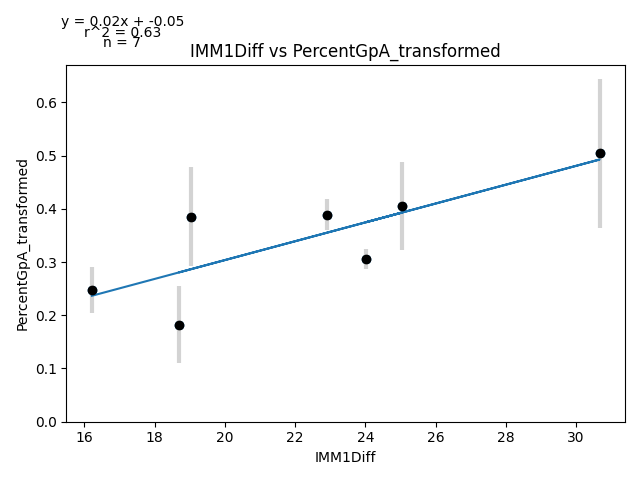 y = 0.02x + -0.05
r^2 = 0.63
n = 7
IMM1Diff vs PercentGpA_transformed
PercentGpA_transformed
0.6
0.5
0.4
0.3
0.2
0.1
0.0
16 18 20 22 24 26 28 30
IMM1Diff